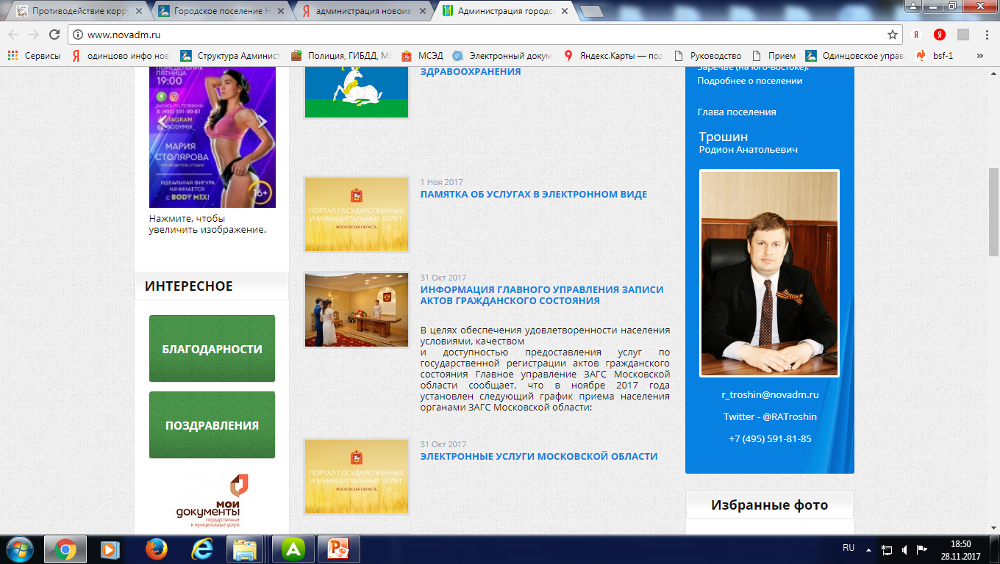 Противодействие корру
Городское поселение Н
администрация новоив
Администрация городск
www.novadm.ru
Сервисы
одинцово инфо нов
Структура Админист
Полиция, ГИБДД, МЕ
МСЭД
Электронный докум
Яндекс.Карты — под
Руководство
Прием
Одинцовское управ.
bsf-1
»
ПОНЕДЕЛЬНИК
ПЯТНИЦА
19:00
ЗАПИСЬ ПО ТЕЛЕФОНУ:
8 (495) 591-90-81
INSTAGRAM
@_BODYMIX_
МАРИЯ
СТОЛЯРОВА
РУКОВОДИТЕЛЬ СТУДИИ
ИДЕАЛЬНАЯ ФИГУРА
НАЧИНАЕТСЯ
с BODY MIX!
16+
Нажмите, чтобы
увеличить изображение.
ИНТЕРЕСНОЕ
БЛАГОДАРНОСТИ
ПОЗДРАВЛЕНИЯ
МОИ
ДОКУМЕНТЫ
государственные
и муниципальные услуги
ЗДРАВООХРАНЕНИЯ
ПОРТАЛ ГОСУДАРСТВЕННЫХ
И МУНИЦИПАЛЬНЫХ УСЛУГ
МОСКОВСКАЯ ОБЛАСТЬ
1 Ноя 2017
ПАМЯТКА ОБ УСЛУГАХ В ЭЛЕКТРОННОМ ВИДЕ
31 Окт 2017
ИНФОРМАЦИЯ ГЛАВНОГО УПРАВЛЕНИЯ ЗАПИСИ
АКТОВ ГРАЖДАНСКОГО СОСТОЯНИЯ
В целях обеспечения удовлетворенности населения
условиями, качеством
и доступностью предоставления услуг по
государственной регистрации актов гражданского
состояния Главное управление ЗАГС Московской
области сообщает, что в ноябре 2017 года
установлен следующий график приема населения
органами ЗАГС Московской области:
ПОРТАЛ ГОСУДАРСТВЕННЫХ
И МУНИЦИПАЛЬНЫХ УСЛУГ
МОСКОВСКАЯ ОБЛАСТЬ
31 Окт 2017
ЭЛЕКТРОННЫЕ УСЛУГИ МОСКОВСКОЙ ОБЛАСТИ
Заречье (на юго-востоке).
Подробнее о поселении
Глава поселения
Трошин
Родион Анатольевич
r_troshin@novadm.ru
Twitter - @RATroshin
+7 (495) 591-81-85
Избранные фото
RU
18:50
28.11.2017